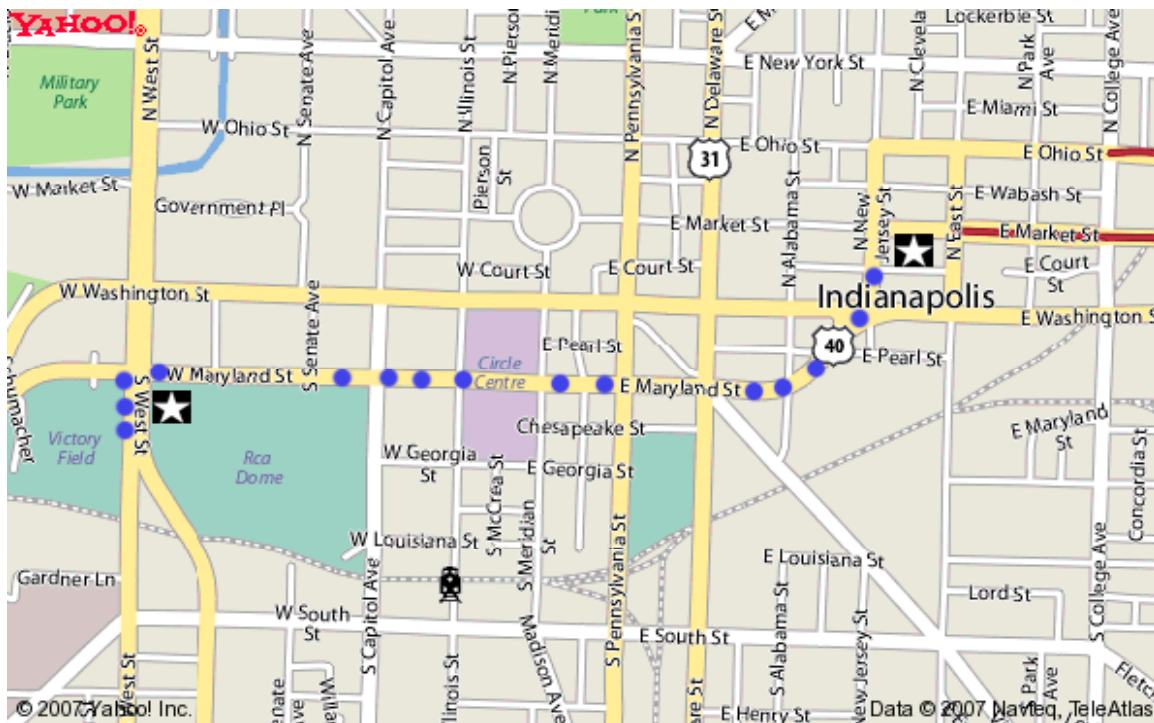 YAHOO!
Military
Park
N West St
N Senate Ave
N Capitol Ave
N Illinois St
N Pierson
N Meridi
Park
N Pennsylvania St
N Delaware St
E New York St
Lockerbie St
N Park
Ave
N College Ave
E Miami St
W Ohio St
E Ohio St
E Ohio St
31
Pierson
St
W Market St
Government Pl
E Market St
N Alabama St
N New
Jersey St
N East St
E Wabash St
E Market St
W Court St
E Court St
E Court
St
W Washington St
Indianapolis
E Washington S
S Senate Ave
E Pearl St
40
E Pearl St
Circle
Centre
W Maryland St
E Maryland St
Schumacher
S West St
Victory
Field
Rca
Dome
Chesapeake St
E Maryland
St
W Georgia
St
E Georgia St
Concordia St
S McCrea St
S Meridian
St
W Louisiana St
E Louisiana St
Gardner Ln
S Capitol Ave
S Pennsylvania St
Lord St
S College Ave
W South
St
E South St
Madison Ave
S Alabama St
New Jersey St
West St
Illinois St
N Park
Ave
Fletch
E Henry St
© 2007 Yahoo! Inc.
Data © 2007 Navteq, TeleAtlas